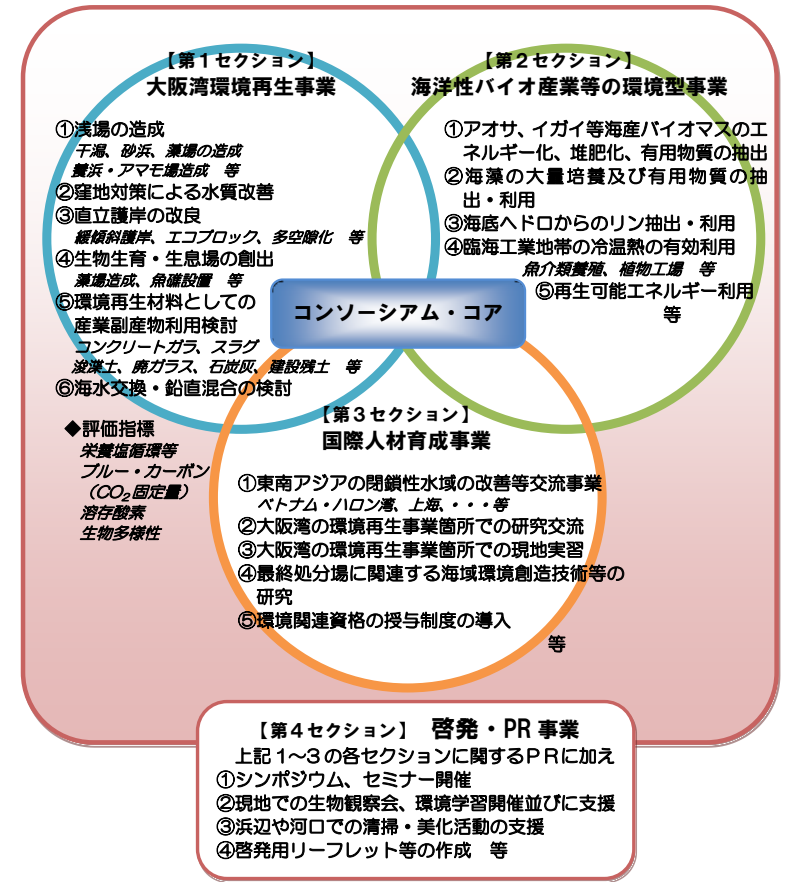 【第１セクション】
大阪湾環境再生事業
①浅場の造成
干潟、砂浜、藻場の造成
養浜・アマモ場造成　等
②窪地対策による水質改善
③直立護岸の改良
緩傾斜護岸、エコブロック、多空隙化　等
④生物生育・生息場の創出
藻場造成、魚礁設置　等
⑤環境再生材料としての
産業副産物利用検討
コンクリートガラ、スラグ
浚渫土、廃ガラス、石炭灰、建設残土　等
⑥海水交換・鉛直混合の検討
◆評価指標
栄養塩循環等
ブルー・カーボン
（CO₂固定量）
溶存酸素
生物多様性
【第２セクション】
海洋性バイオ産業等の環境型事業
①アオサ、イガイ等海産バイオマスのエ
ネルギー化、堆肥化、有用物質の抽出
②海藻の大量培養及び有用物質の抽
出・利用
③海底ヘドロからのリン抽出・利用
④臨海工業地帯の冷温熱の有効利用
魚介類養殖、植物工場　等
⑤再生可能エネルギー利用
等
コンソーシアム・コア
【第３セクション】
国際人材育成事業
①東南アジアの閉鎖性水域の改善等交流事業
ベトナム・ハロン湾、上海、・・・等
②大阪湾の環境再生事業箇所での研究交流
③大阪湾の環境再生事業箇所での現地実習
④最終処分場に関連する海域環境創造技術等の
研究
⑤環境関連資格の授与制度の導入
等
【第４セクション】　啓発・PR 事業
上記１～３の各セクションに関するＰＲに加え
①シンポジウム、セミナー開催
②現地での生物観察会、環境学習開催並びに支援
③浜辺や河口での清掃・美化活動の支援
④啓発用リーフレット等の作成　等